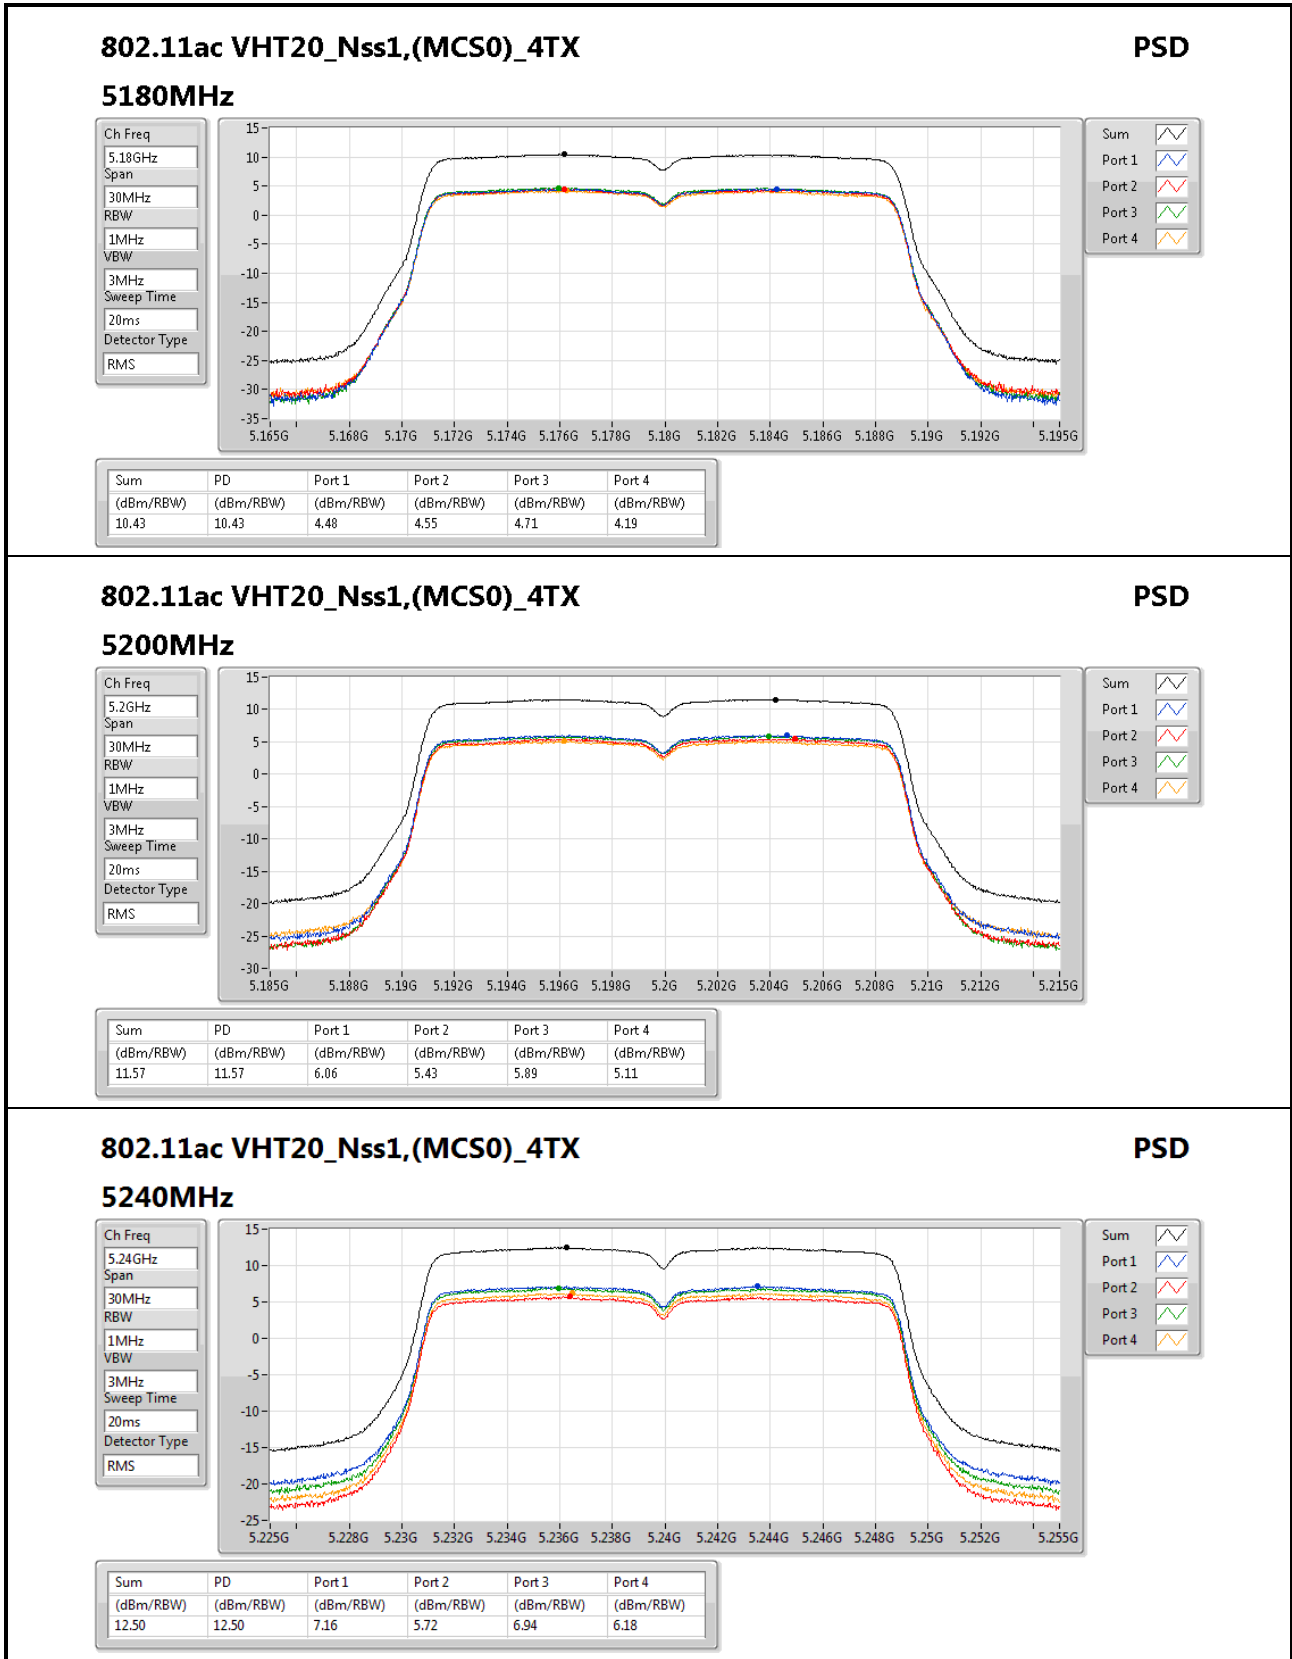 802.11ac VHT20_Nss1,(MCS0)_4TX PSD
5180MHz
Ch Freq
5.18GHz
Span
30MHz
RBW
1MHz
VBW
3MHz
Sweep Time
20ms
Detector Type
RMS
15
10
5
0
-5
-10
-15
-20
-25
-30
-35
5.165G 5.168G 5.17G 5.172G 5.174G 5.176G 5.178G 5.18G 5.182G 5.184G 5.186G 5.188G 5.19G 5.192G 5.195G
Sum
Port 1
Port 2
Port 3
Port 4
Sum PD Port 1 Port 2 Port 3 Port 4
(dBm/RBW) (dBm/RBW) (dBm/RBW) (dBm/RBW) (dBm/RBW) (dBm/RBW)
10.43 10.43 4.48 4.55 4.71 4.19
802.11ac VHT20_Nss1,(MCS0)_4TX PSD
5200MHz
Ch Freq
5.2GHz
Span
30MHz
RBW
1MHz
VBW
3MHz
Sweep Time
20ms
Detector Type
RMS
15
10
5
0
-5
-10
-15
-20
-25
-30
5.185G 5.188G 5.19G 5.192G 5.194G 5.196G 5.198G 5.2G 5.202G 5.204G 5.206G 5.208G 5.21G 5.212G 5.215G
Sum
Port 1
Port 2
Port 3
Port 4
Sum PD Port 1 Port 2 Port 3 Port 4
(dBm/RBW) (dBm/RBW) (dBm/RBW) (dBm/RBW) (dBm/RBW) (dBm/RBW)
11.57 11.57 6.06 5.43 5.89 5.11
802.11ac VHT20_Nss1,(MCS0)_4TX PSD
5240MHz
Ch Freq
5.24GHz
Span
30MHz
RBW
1MHz
VBW
3MHz
Sweep Time
20ms
Detector Type
RMS
15
10
5
0
-5
-10
-15
-20
-25
5.225G 5.228G 5.23G 5.232G 5.234G 5.236G 5.238G 5.24G 5.242G 5.244G 5.246G 5.248G 5.25G 5.252G 5.255G
Sum
Port 1
Port 2
Port 3
Port 4
Sum PD Port 1 Port 2 Port 3 Port 4
(dBm/RBW) (dBm/RBW) (dBm/RBW) (dBm/RBW) (dBm/RBW) (dBm/RBW)
12.50 12.50 7.16 5.72 6.94 6.18